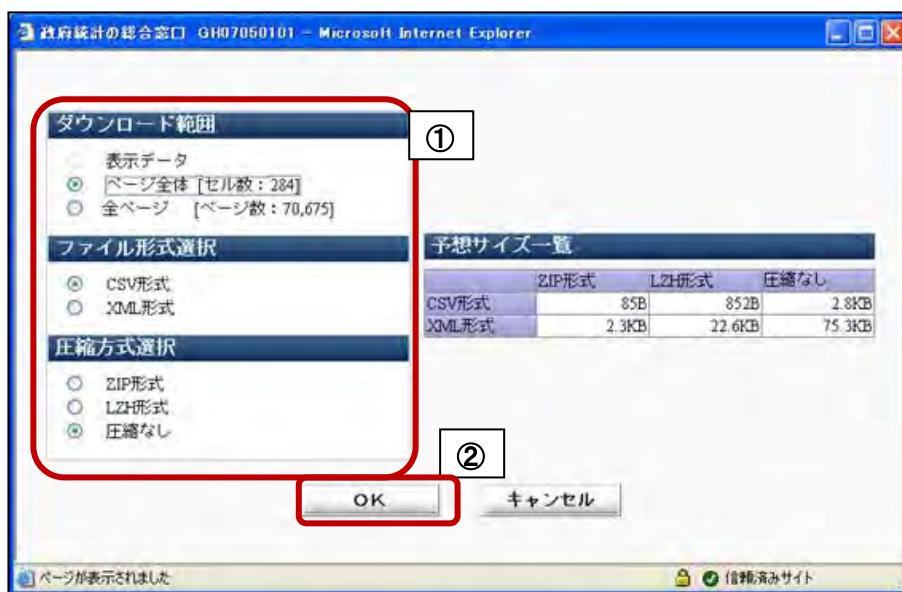 政府統計の総合窓口 GH07050101 - Microsoft Internet Explorer
ダウンロード範囲
①
表示データ
ページ全体 [セル数：284]
全ページ [ページ数：70,675]
ファイル形式選択
CSV形式
XML形式
圧縮方式選択
ZIP形式
LZH形式
圧縮なし
予想サイズ一覧
ZIP形式 LZH形式 圧縮なし
CSV形式 85B 852B 2.8KB
XML形式 2.3KB 22.6KB 75.3KB
②
OK キャンセル
ページが表示されました 信頼済みサイト